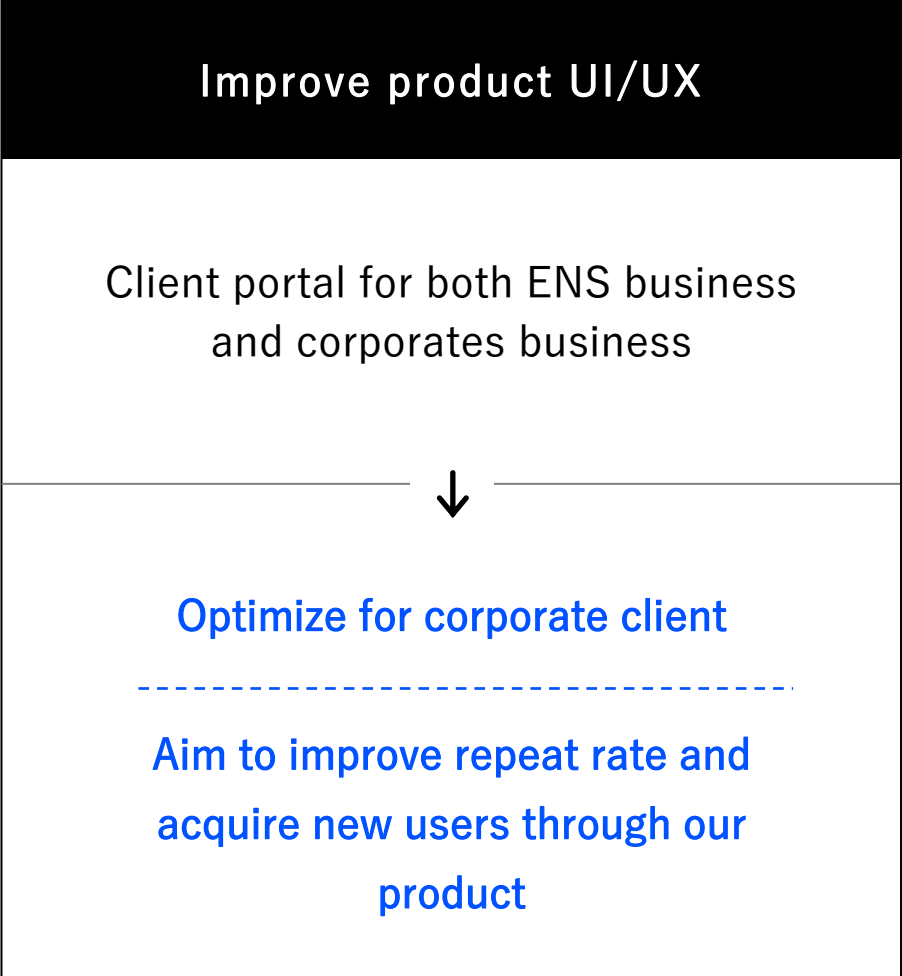 Improve product UI/UX
Client portal for both ENS business
and corporates business
Optimize for corporate client
Aim to improve repeat rate and
acquire new users through our
product